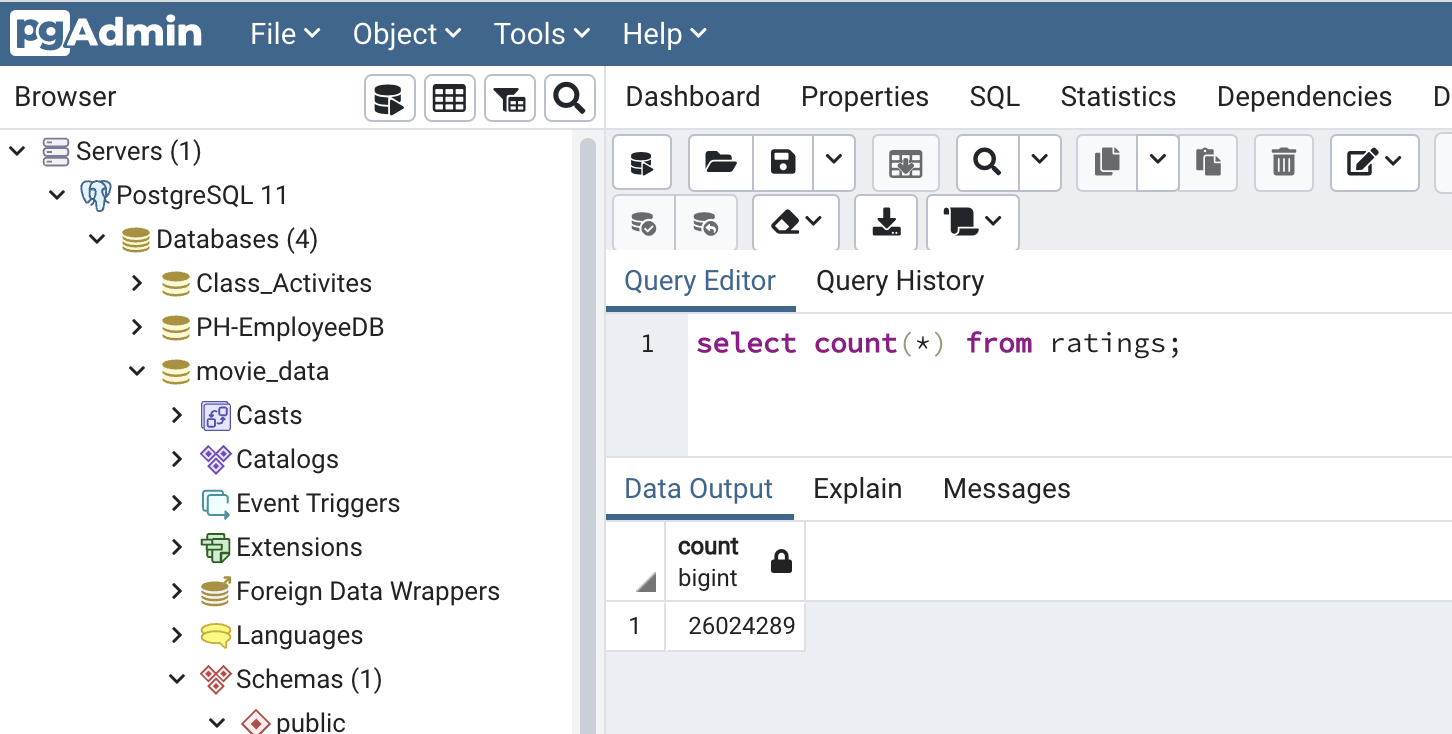 pgAdmin File Object Tools Help
Browser
Dashboard Properties SQL Statistics Dependencies D
Servers (1)
PostgreSQL 11
Databases (4)
Class_Activites
PH-EmployeeDB
movie_data
Casts
Catalogs
Event Triggers
Extensions
Foreign Data Wrappers
Languages
Schemas (1)
public
Query Editor Query History
1 select count(*) from ratings;
Data Output Explain Messages
count
bigint
1 26024289